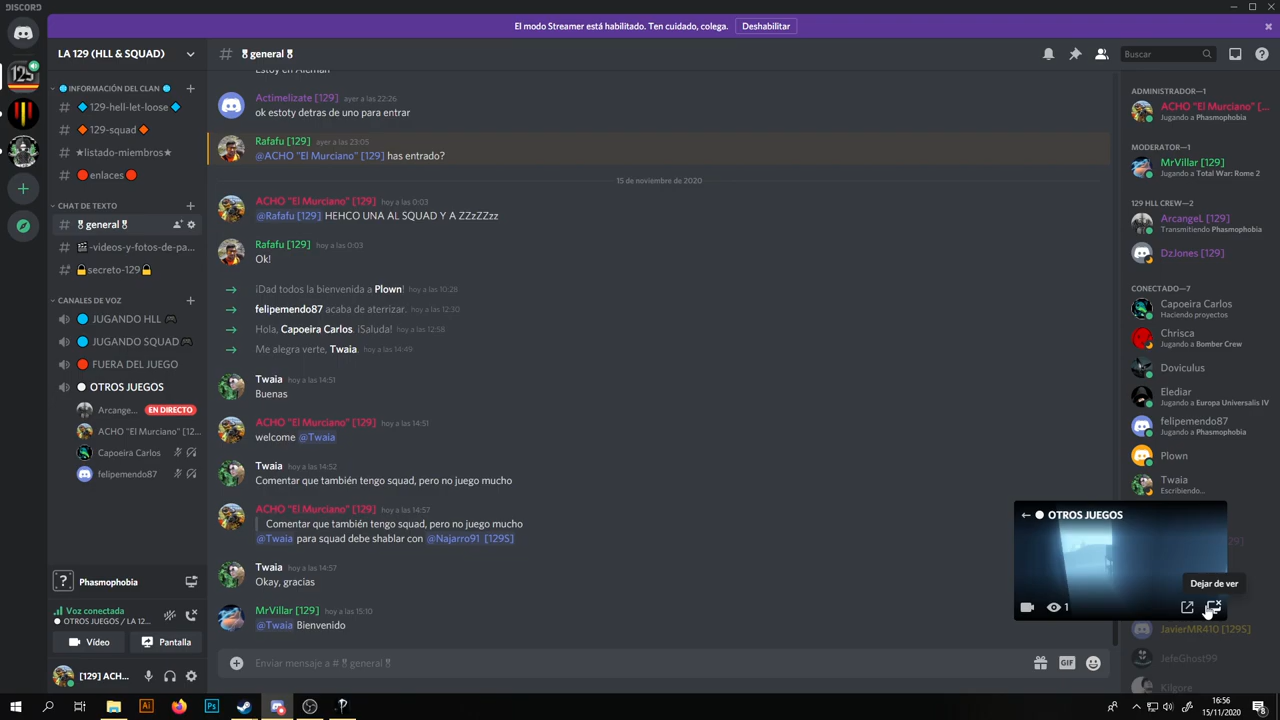 DISCORD
El modo Streamer está habilitado. Ten cuidado, colega. Deshabilitar
LA 129 (HLL & SQUAD)
INFORMACIÓN DEL CLAN
129-hell-let-loose
129-squad
★listado-miembros★
enlaces
CHAT DE TEXTO
general
-videos-y-fotos-de-pa...
secreto-129
CANALES DE VOZ
JUGANDO HLL
JUGANDO SQUAD
FUERA DEL JUEGO
OTROS JUEGOS
Arcange... EN DIRECTO
ACHO "El Murciano" [12...
Capoeira Carlos
felipemendo87
Phasmophobia
Voz conectada
OTROS JUEGOS / LA 12...
Vídeo
Pantalla
[129] ACH...
# general
Buscar
Estoy en Alemán
Actimelizate [129] ayer a las 22:26
ok estoty detras de uno para entrar
Rafafu [129] ayer a las 23:05
@ACHO "El Murciano" [129] has entrado?
15 de noviembre de 2020
ACHO "El Murciano" [129] hoy a las 0:03
@Rafafu [129] HEHCO UNA AL SQUAD Y A ZZzZZzz
Rafafu [129] hoy a las 0:03
Ok!
¡Dad todos la bienvenida a Plown! hoy a las 10:28
felipemendo87 acaba de aterrizar. hoy a las 12:30
Hola, Capoeira Carlos. ¡Saluda! hoy a las 12:58
Me alegra verte, Twaia. hoy a las 14:49
Twaia hoy a las 14:51
Buenas
ACHO "El Murciano" [129] hoy a las 14:51
welcome @Twaia
Twaia hoy a las 14:52
Comentar que también tengo squad, pero no juego mucho
ACHO "El Murciano" [129] hoy a las 14:57
Comentar que también tengo squad, pero no juego mucho
@Twaia para squad debe shablar con @Najarro91 [129S]
Twaia hoy a las 14:57
Okay, gracias
MrVillar [129] hoy a las 15:10
@Twaia Bienvenido
Enviar mensaje a # general
GIF
ADMINISTRADOR—1
ACHO "El Murciano" [...
Jugando a Phasmophobia
MODERATOR—1
MrVillar [129]
Jugando a Total War: Rome 2
129 HLL CREW—2
ArcangeL [129]
Transmitiendo Phasmophobia
DzJones [129]
CONECTADO—7
Capoeira Carlos
Haciendo proyectos
Chrisca
Jugando a Bomber Crew
Doviculus
Elediar
Jugando a Europa Universalis IV
felipemendo87
Jugando a Phasmophobia
Plown
Twaia
Escribiendo...
OTROS JUEGOS
Dejar de ver
1
JavierMR410 [129S]
JefeGhost99
Kilgore
16:56
15/11/2020
8